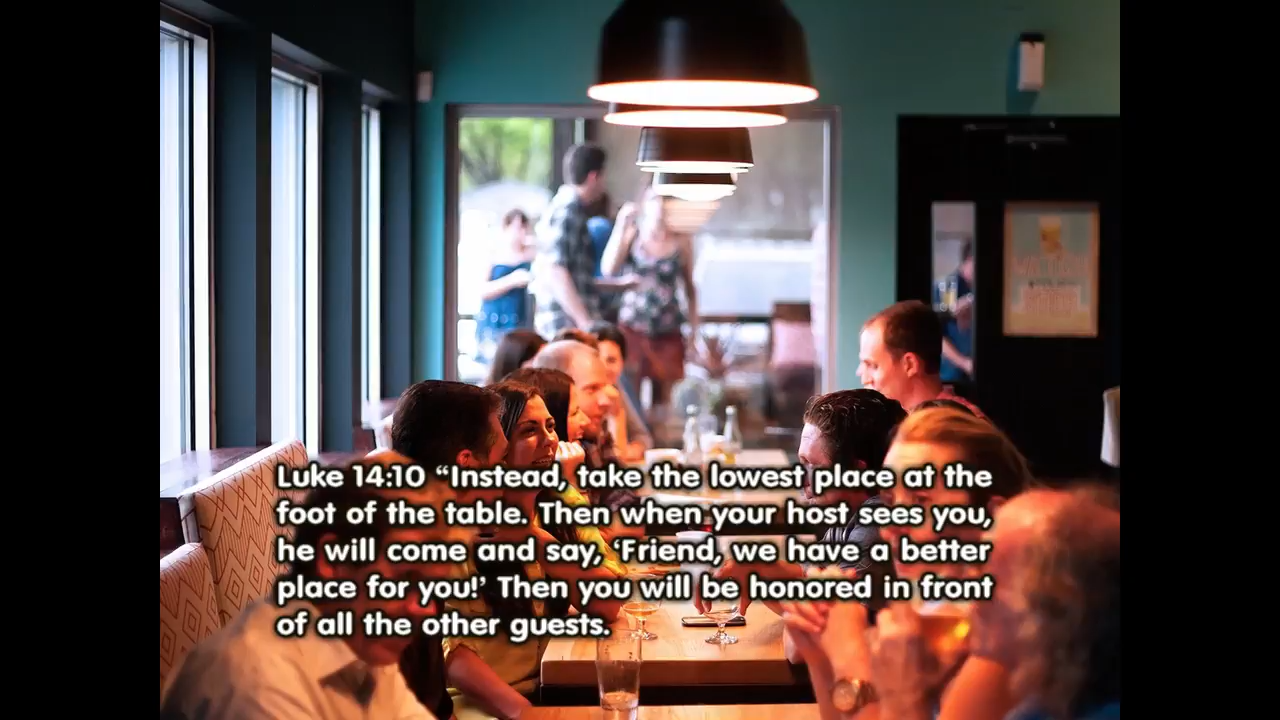 Luke 14:10 “Instead, take the lowest place at the
foot of the table. Then when your host sees you,
he will come and say, ‘Friend, we have a better
place for you!’ Then you will be honored in front
of all the other guests.